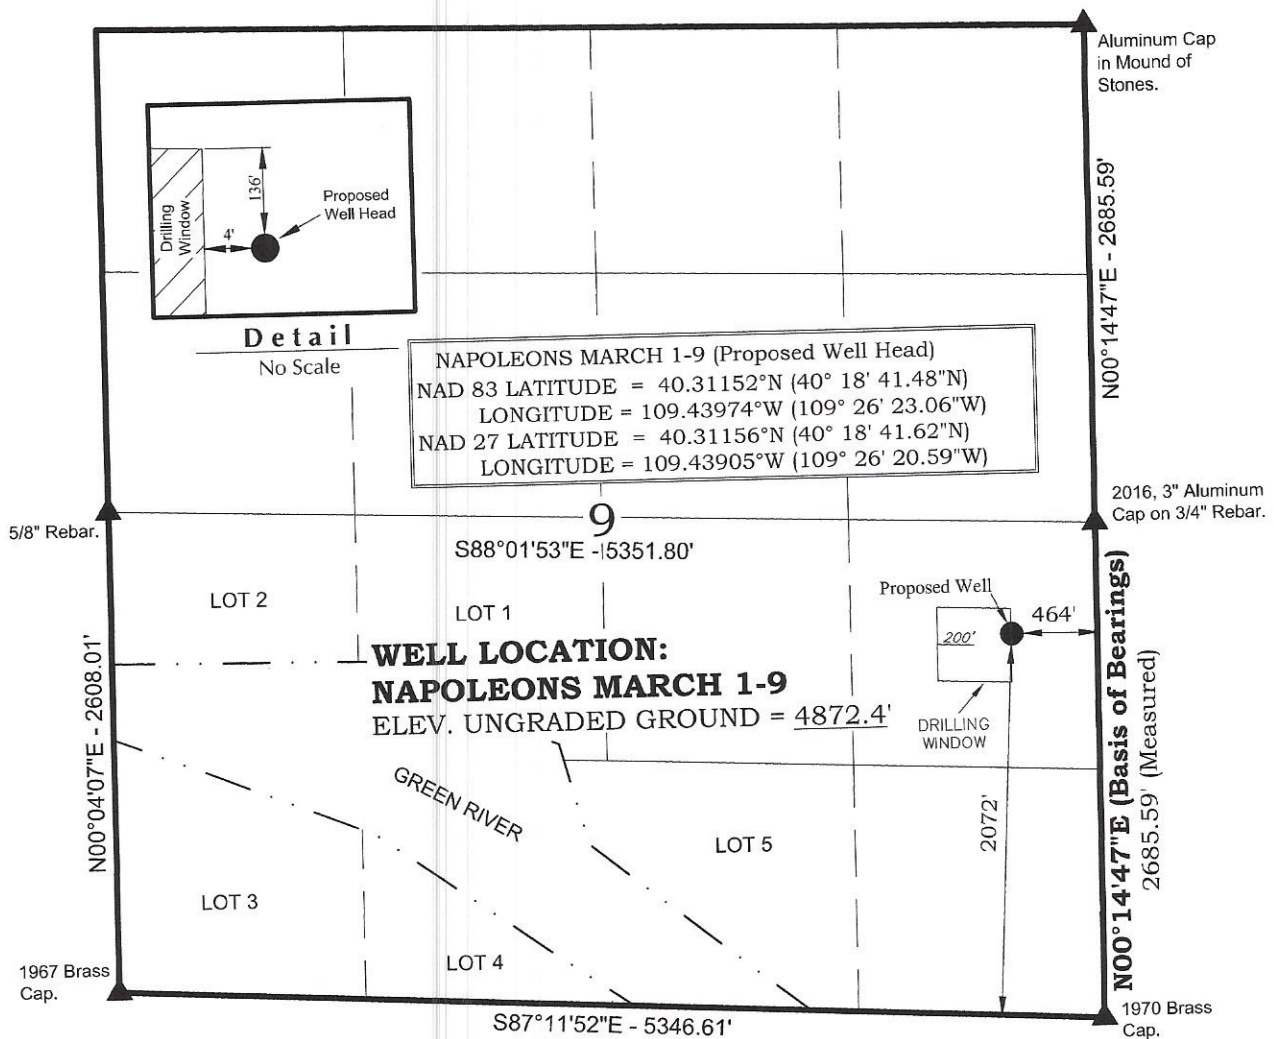 Aluminum Cap
in Mound of
Stones.
136'
Proposed
Well Head
Drilling
Window
4'
N00°14'47"E - 2685.59'
Detail
No Scale
NAPOLEONS MARCH 1-9 (Proposed Well Head)
NAD 83 LATITUDE = 40.31152°N (40° 18' 41.48"N)
LONGITUDE = 109.43974°W (109° 26' 23.06"W)
NAD 27 LATITUDE = 40.31156°N (40° 18' 41.62"N)
LONGITUDE = 109.43905°W (109° 26' 20.59"W)
5/8" Rebar.
9
2016, 3" Aluminum
Cap on 3/4" Rebar.
S88°01'53"E - 5351.80'
LOT 2
LOT 1
Proposed Well
464'
200'
WELL LOCATION:
NAPOLEONS MARCH 1-9
ELEV. UNGRADED GROUND = 4872.4'
DRILLING
WINDOW
N00°04'07"E - 2608.01'
GREEN RIVER
2072'
N00°14'47"E (Basis of Bearings)
2685.59' (Measured)
LOT 5
LOT 3
LOT 4
1967 Brass
Cap.
S87°11'52"E - 5346.61'
1970 Brass
Cap.